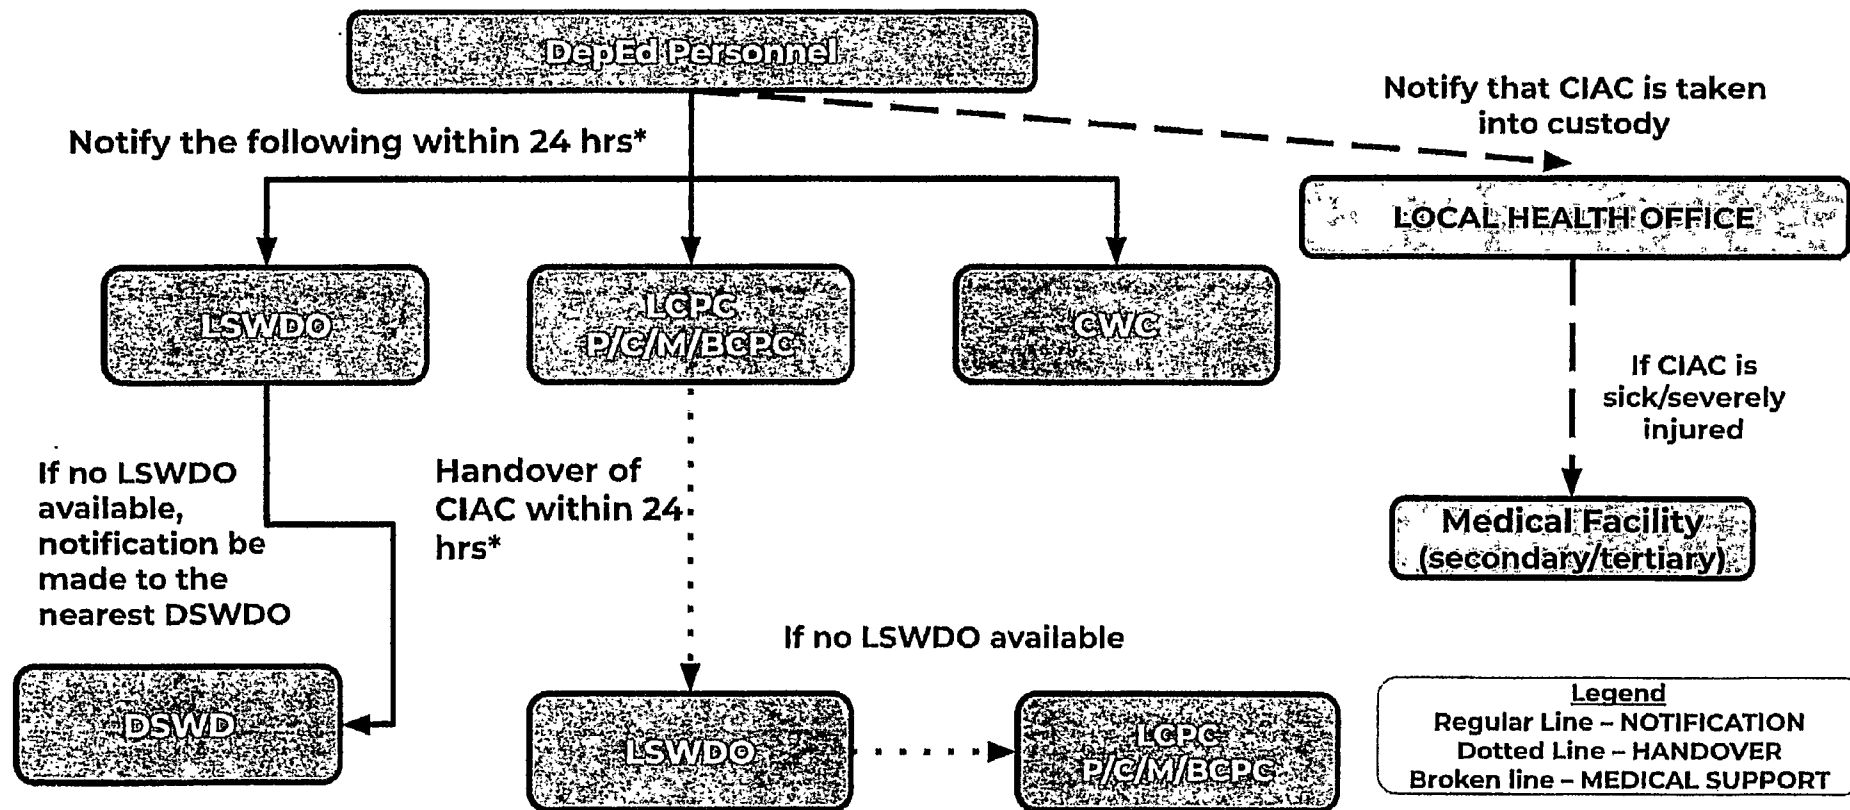 DepEd Personnel
Notify that CIAC is taken
into custody
Notify the following within 24 hrs*
LOCAL HEALTH OFFICE
LSWDO
LCPC
P/C/M/BCPC
CWC
If CIAC is
sick/severely
injured
If no LSWDO
available,
notification be
made to the
nearest DSWDO
Handover of
CIAC within 24
hrs*
Medical Facility
(secondary/tertiary)
If no LSWDO available
DSWD
LSWDO
LCPC
P/C/M/BCPC
Legend
Regular Line – NOTIFICATION
Dotted Line – HANDOVER
Broken line – MEDICAL SUPPORT